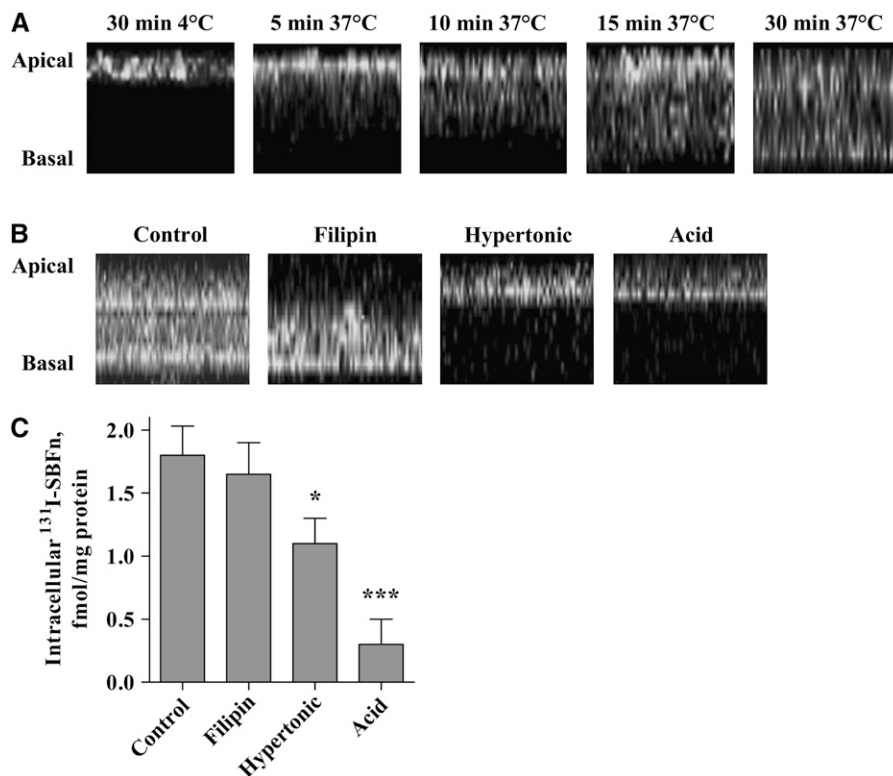 A
30 min 4°C 5 min 37°C 10 min 37°C 15 min 37°C 30 min 37°C
Apical
Basal
B
Control Filipin Hypertonic Acid
Apical
Basal
C
Intracellular ¹³¹I-SBFn,
fmol/mg protein
2.0
1.5
1.0
0.5
0.0
*
***
Control Filipin Hypertonic Acid